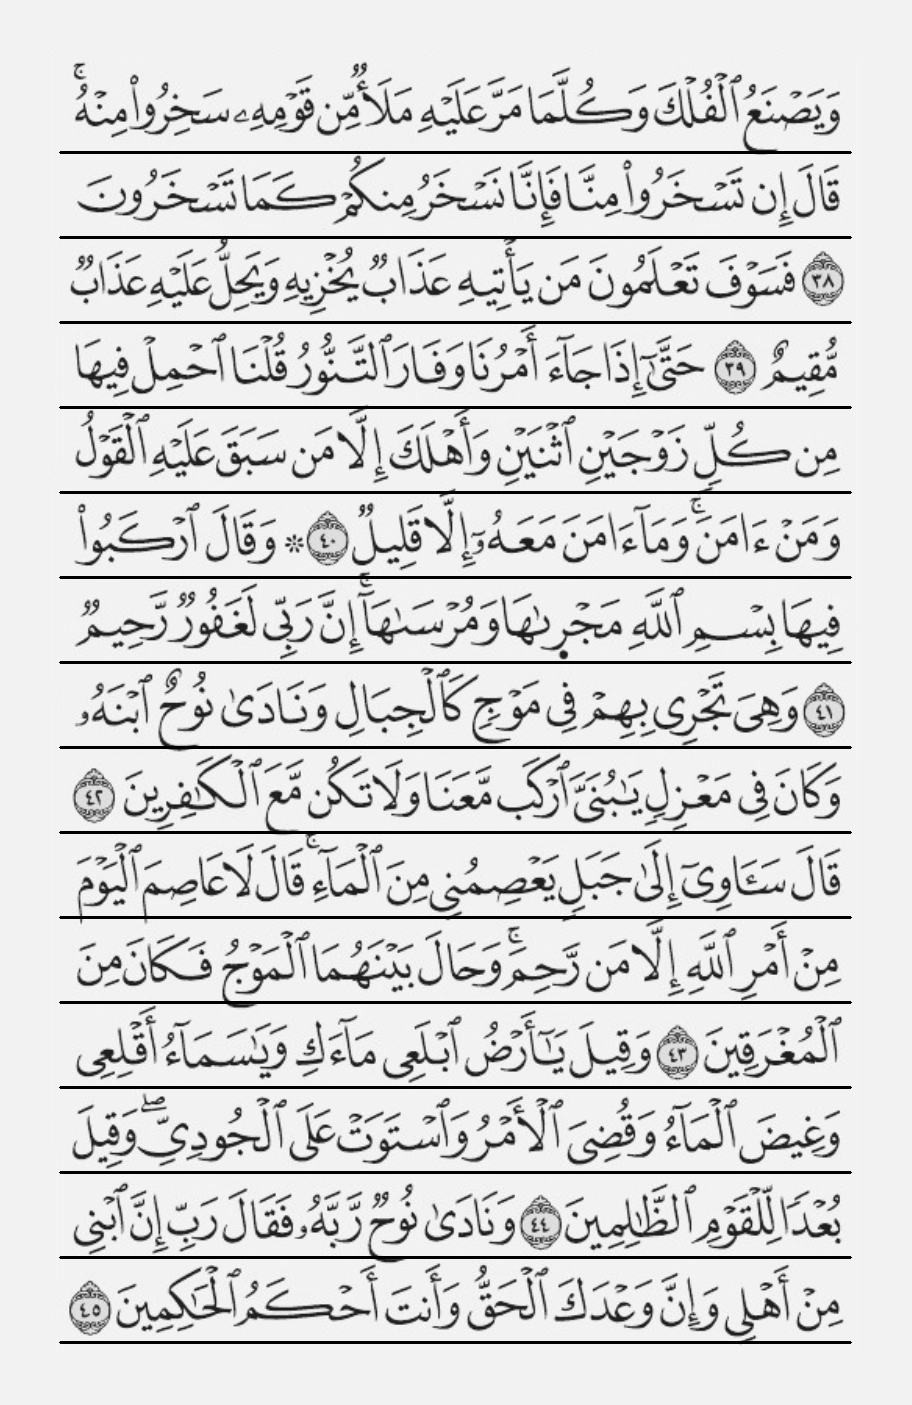 وَيَصۡنَعُ ٱلۡفُلۡكَ وَكُلَّمَا مَرَّ عَلَيۡهِ مَلَأٞ مِّن قَوۡمِهِۦ سَخِرُواْ مِنۡهُۚ
قَالَ إِن تَسۡخَرُواْ مِنَّا فَإِنَّا نَسۡخَرُ مِنكُمۡ كَمَا تَسۡخَرُونَ
٣٨ فَسَوۡفَ تَعۡلَمُونَ مَن يَأۡتِيهِ عَذَابٞ يُخۡزِيهِ وَيَحِلُّ عَلَيۡهِ عَذَابٞ
مُّقِيمٌ ٣٩ حَتَّىٰٓ إِذَا جَآءَ أَمۡرُنَا وَفَارَ ٱلتَّنُّورُ قُلۡنَا ٱحۡمِلۡ فِيهَا
مِن كُلّٖ زَوۡجَيۡنِ ٱثۡنَيۡنِ وَأَهۡلَكَ إِلَّا مَن سَبَقَ عَلَيۡهِ ٱلۡقَوۡلُ
وَمَنۡ ءَامَنَۚ وَمَآ ءَامَنَ مَعَهُۥٓ إِلَّا قَلِيلٞ ٤٠ ۞ وَقَالَ ٱرۡكَبُواْ
فِيهَا بِسۡمِ ٱللَّهِ مَجۡرٜىٰهَا وَمُرۡسَىٰهَآۚ إِنَّ رَبِّي لَغَفُورٞ رَّحِيمٞ
٤١ وَهِيَ تَجۡرِي بِهِمۡ فِي مَوۡجٖ كَٱلۡجِبَالِ وَنَادَىٰ نُوحٌ ٱبۡنَهُۥ
وَكَانَ فِي مَعۡزِلٖ يَٰبُنَيَّ ٱرۡكَب مَّعَنَا وَلَا تَكُن مَّعَ ٱلۡكَٰفِرِينَ ٤٢
قَالَ سَـَٔاوِيٓ إِلَىٰ جَبَلٖ يَعۡصِمُنِي مِنَ ٱلۡمَآءِۚ قَالَ لَا عَاصِمَ ٱلۡيَوۡمَ
مِنۡ أَمۡرِ ٱللَّهِ إِلَّا مَن رَّحِمَۚ وَحَالَ بَيۡنَهُمَا ٱلۡمَوۡجُ فَكَانَ مِنَ
ٱلۡمُغۡرَقِينَ ٤٣ وَقِيلَ يَٰٓأَرۡضُ ٱبۡلَعِي مَآءَكِ وَيَٰسَمَآءُ أَقۡلِعِي
وَغِيضَ ٱلۡمَآءُ وَقُضِيَ ٱلۡأَمۡرُ وَٱسۡتَوَتۡ عَلَى ٱلۡجُودِيِّۖ وَقِيلَ
بُعۡدٗا لِّلۡقَوۡمِ ٱلظَّٰلِمِينَ ٤٤ وَنَادَىٰ نُوحٞ رَّبَّهُۥ فَقَالَ رَبِّ إِنَّ ٱبۡنِي
مِنۡ أَهۡلِي وَإِنَّ وَعۡدَكَ ٱلۡحَقُّ وَأَنتَ أَحۡكَمُ ٱلۡحَٰكِمِينَ ٤٥